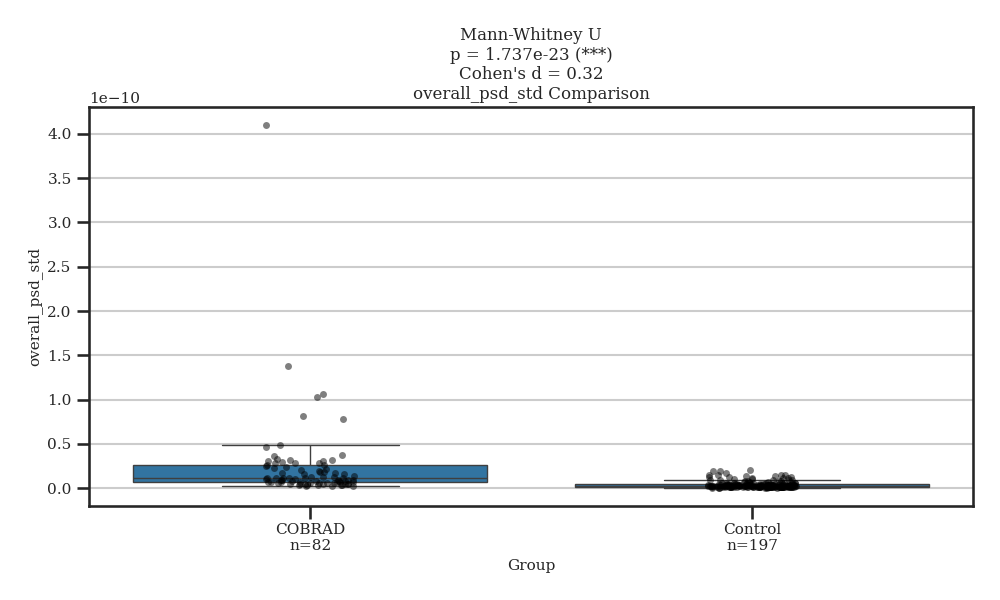 Mann-Whitney U
p = 1.737e-23 (***)
Cohen's d = 0.32
overall_psd_std Comparison
1e−10
4.0
3.5
3.0
2.5
2.0
1.5
1.0
0.5
0.0
overall_psd_std
COBRAD
n=82
Control
n=197
Group